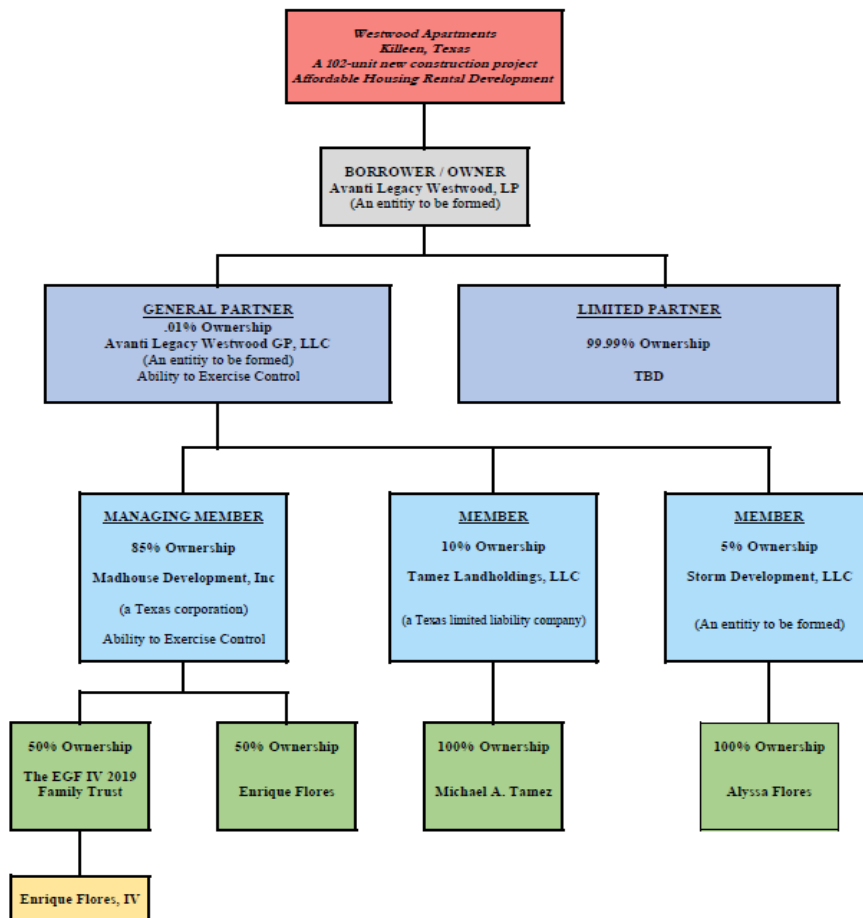 Westwood Apartments
Killeen, Texas
A 102-unit new construction project
Affordable Housing Rental Development
BORROWER / OWNER
Avanti Legacy Westwood, LP
(An entitiy to be formed)
GENERAL PARTNER
.01% Ownership
Avanti Legacy Westwood GP, LLC
(An entitiy to be formed)
Ability to Exercise Control
LIMITED PARTNER
99.99% Ownership
TBD
MANAGING MEMBER
85% Ownership
Madhouse Development, Inc
(a Texas corporation)
Ability to Exercise Control
MEMBER
10% Ownership
Tamez Landholdings, LLC
(a Texas limited liability company)
MEMBER
5% Ownership
Storm Development, LLC
(An entitiy to be formed)
50% Ownership
The EGF IV 2019
Family Trust
50% Ownership
Enrique Flores
100% Ownership
Michael A. Tamez
100% Ownership
Alyssa Flores
Enrique Flores, IV